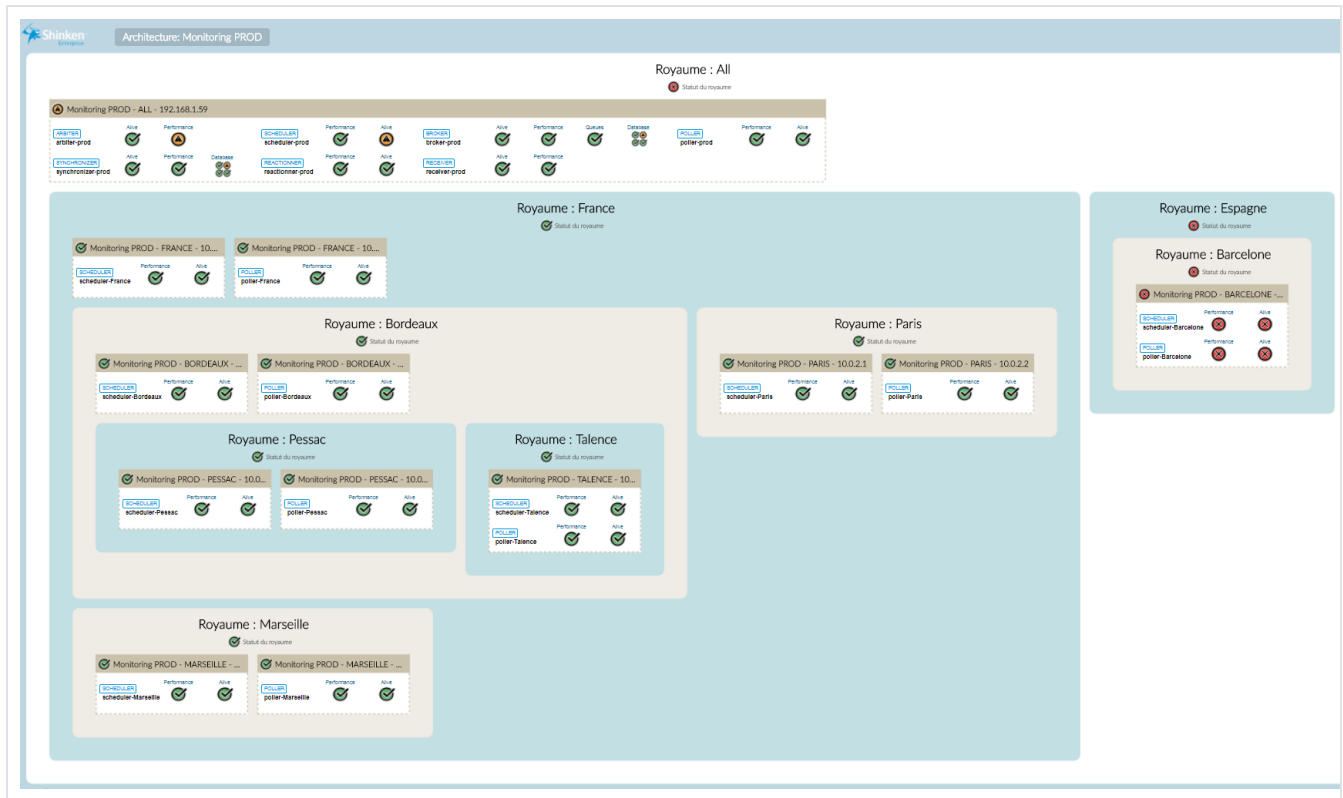 Shinken
Enterprise
Architecture: Monitoring PROD
Royaume : All
Statut du royaume
Monitoring PROD - ALL - 192.168.1.59
ARBITER Alive Performance SCHEDULER Performance Alive BROKER Alive Performance Queues Database POLLER Performance Alive
arbiter-prod scheduler-prod broker-prod poller-prod
SYNCHRONIZER Alive Performance Database REACTIONNER Performance Alive RECEIVER Alive Performance
synchronizer-prod reactionner-prod receiver-prod
Royaume : France
Statut du royaume
Monitoring PROD - FRANCE - 10.... Monitoring PROD - FRANCE - 10....
SCHEDULER Performance Alive POLLER Performance Alive
scheduler-France poller-France
Royaume : Bordeaux
Statut du royaume
Monitoring PROD - BORDEAUX - ... Monitoring PROD - BORDEAUX - ...
SCHEDULER Performance Alive POLLER Performance Alive
scheduler-Bordeaux poller-Bordeaux
Royaume : Pessac
Statut du royaume
Monitoring PROD - PESSAC - 10.0... Monitoring PROD - PESSAC - 10.0...
SCHEDULER Performance Alive POLLER Performance Alive
scheduler-Pessac poller-Pessac
Royaume : Talence
Statut du royaume
Monitoring PROD - TALENCE - 10...
SCHEDULER Performance Alive
scheduler-Talence
POLLER Performance Alive
poller-Talence
Royaume : Paris
Statut du royaume
Monitoring PROD - PARIS - 10.0.2.1 Monitoring PROD - PARIS - 10.0.2.2
SCHEDULER Performance Alive POLLER Performance Alive
scheduler-Paris poller-Paris
Royaume : Marseille
Statut du royaume
Monitoring PROD - MARSEILLE - ... Monitoring PROD - MARSEILLE - ...
SCHEDULER Performance Alive POLLER Performance Alive
scheduler-Marseille poller-Marseille
Royaume : Espagne
Statut du royaume
Royaume : Barcelone
Statut du royaume
Monitoring PROD - BARCELONE -...
SCHEDULER Performance Alive
scheduler-Barcelone
POLLER Performance Alive
poller-Barcelone